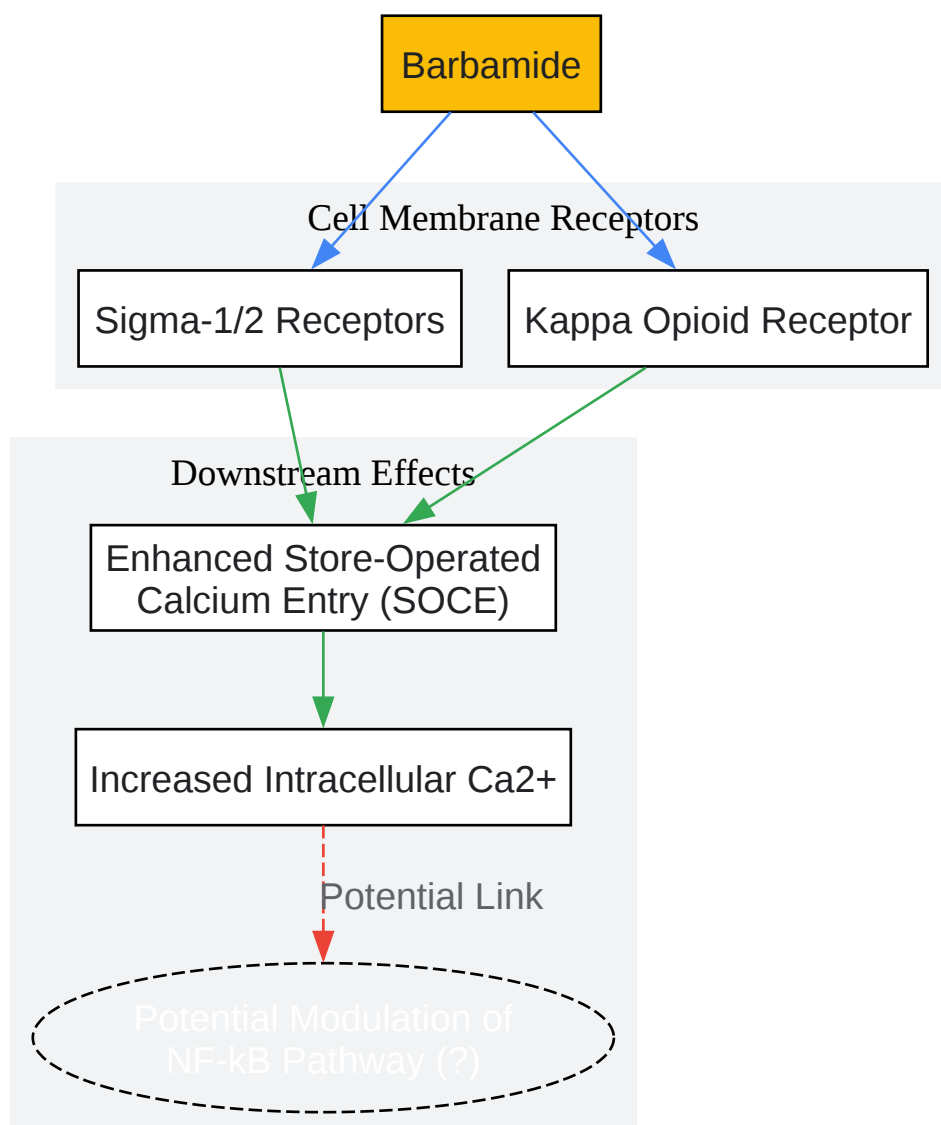 Barbamide
Cell Membrane Receptors
Sigma-1/2 Receptors
Kappa Opioid Receptor
Downstream Effects
Enhanced Store-Operated
Calcium Entry (SOCE)
Increased Intracellular Ca2+
Potential Link
Potential Modulation of
NF-kB Pathway (?)